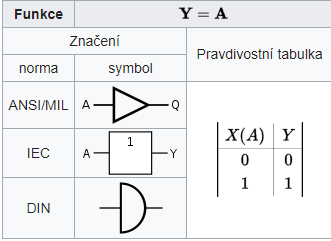 Funkce Y = A
Značení Pravdivostní tabulka
norma symbol
ANSI/MIL A Q
IEC A 1 Y
DIN
X(A) Y
0 0
1 1